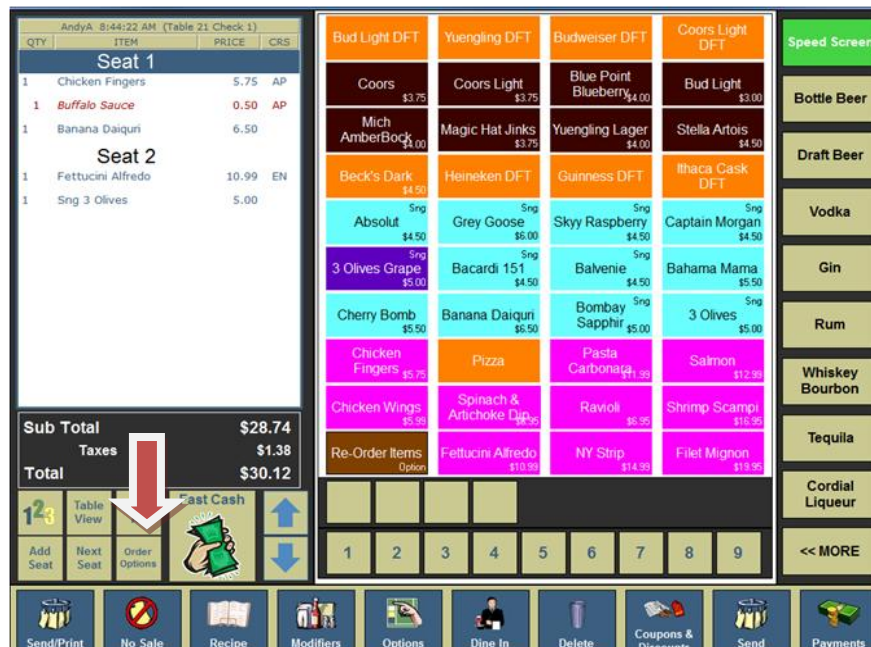 AndyA 8:44:22 AM (Table 21 Check 1)
QTY ITEM PRICE CRS
Seat 1
1 Chicken Fingers 5.75 AP
1 Buffalo Sauce 0.50 AP
1 Banana Daiquri 6.50
Seat 2
1 Fettucini Alfredo 10.99 EN
1 Sng 3 Olives 5.00
Sub Total $28.74
Taxes $1.38
Total $30.12
123
Table
View
Fast Cash
Add
Seat
Next
Seat
Order
Options
Bud Light DFT
Yuengling DFT
Budweiser DFT
Coors Light
DFT
Coors
$3.75
Coors Light
$3.75
Blue Point
Blueberry
$4.00
Bud Light
$3.00
Mich
AmberBock
$4.00
Magic Hat Jinks
$3.75
Yuengling Lager
$4.00
Stella Artois
$4.50
Beck's Dark
$4.50
Heineken DFT
Guinness DFT
Ithaca Cask
DFT
Sng
Absolut
$4.50
Sng
Grey Goose
$6.00
Sng
Skyy Raspberry
$4.50
Sng
Captain Morgan
$4.50
Sng
3 Olives Grape
$5.00
Sng
Bacardi 151
$4.50
Sng
Balvenie
$4.50
Bahama Mama
$5.50
Cherry Bomb
$5.50
Banana Daiquri
$6.50
Sng
Bombay
Sapphir
$5.00
Sng
3 Olives
$5.00
Chicken
Fingers
$5.75
Pizza
Pasta
Carbonara
$11.99
Salmon
$12.99
Chicken Wings
$5.99
Spinach &
Artichoke Dip
$8.95
Ravioli
$6.95
Shrimp Scampi
$16.95
Re-Order Items
Option
Fettucini Alfredo
$10.99
NY Strip
$14.99
Filet Mignon
$19.95
1 2 3 4 5 6 7 8 9
Speed Screen
Bottle Beer
Draft Beer
Vodka
Gin
Rum
Whiskey
Bourbon
Tequila
Cordial
Liqueur
<< MORE
Send/Print
No Sale
Recipe
Modifiers
Options
Dine In
Delete
Coupons &
Discounts
Send
Payments